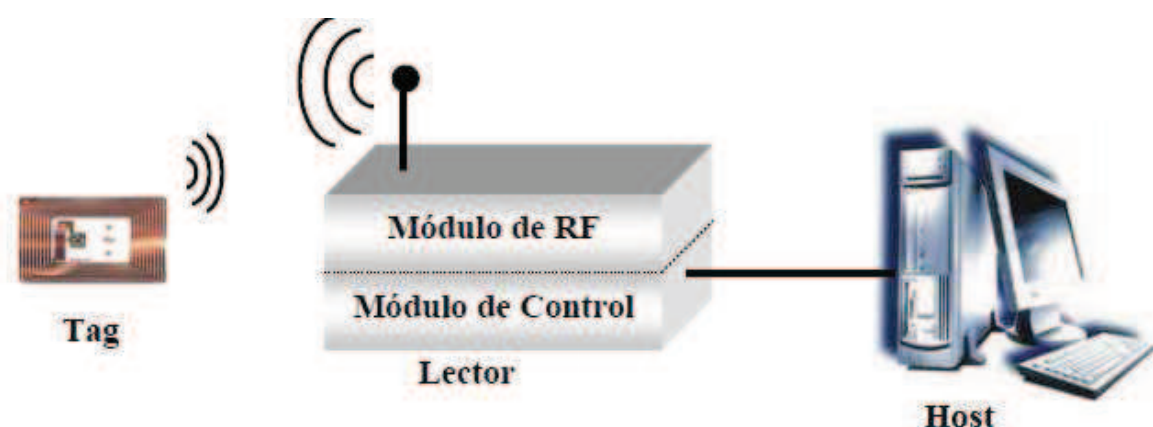 Módulo de RF
Módulo de Control
Tag
Lector
Host